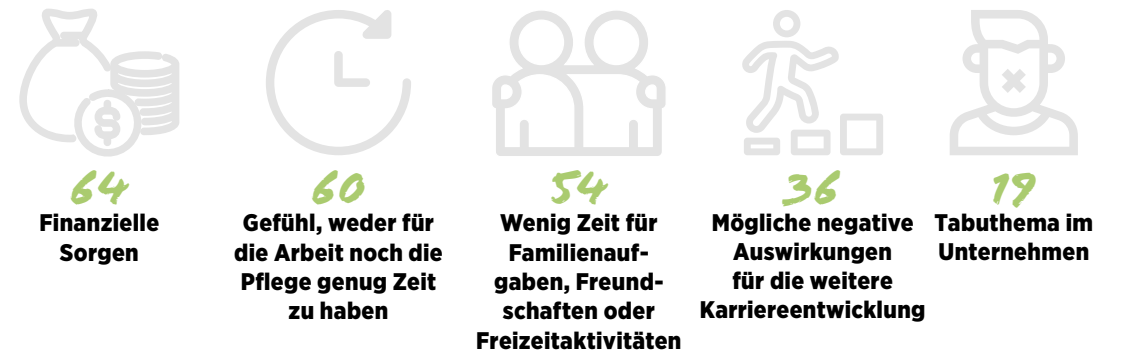 64
Finanzielle
Sorgen
60
Gefühl, weder für
die Arbeit noch die
Pflege genug Zeit
zu haben
54
Wenig Zeit für
Familienauf-
gaben, Freund-
schaften oder
Freizeitaktivitäten
36
Mögliche negative
Auswirkungen
für die weitere
Karriereentwicklung
19
Tabuthema im
Unternehmen